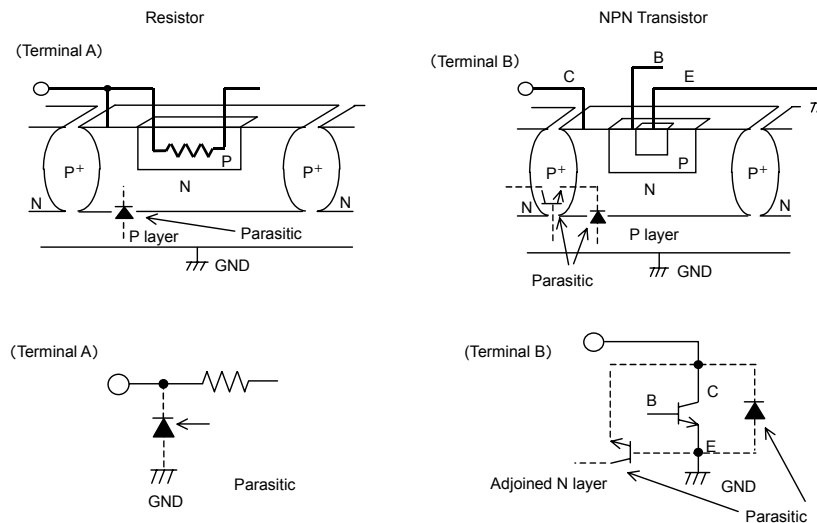 Resistor
(Terminal A)
P+
P
N
P+
N
N
P layer
Parasitic
GND
NPN Transistor
(Terminal B)
C
B
E
P+
P
N
P+
N
N
P layer
Parasitic
GND
(Terminal A)
GND
Parasitic
(Terminal B)
C
B
E
Adjoined N layer
GND
Parasitic